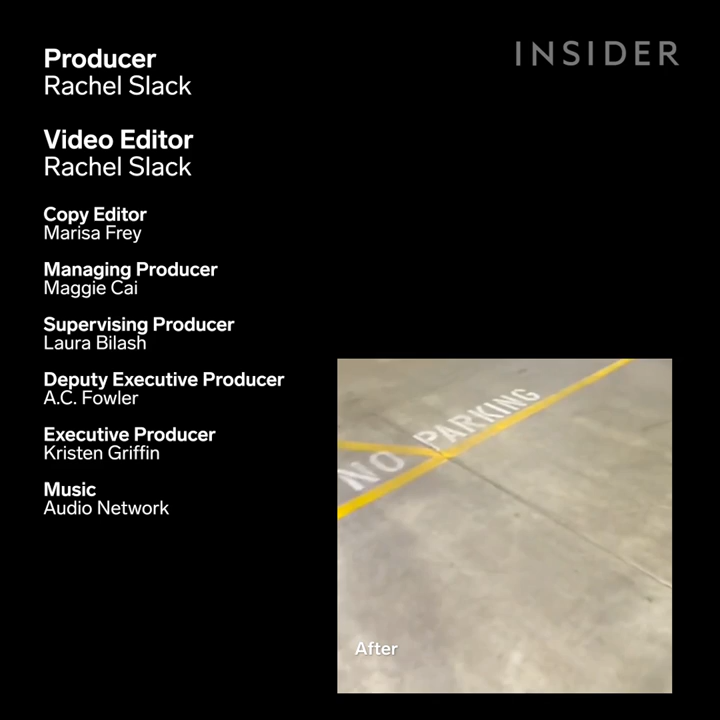 INSIDER
Producer
Rachel Slack
Video Editor
Rachel Slack
Copy Editor
Marisa Frey
Managing Producer
Maggie Cai
Supervising Producer
Laura Bilash
Deputy Executive Producer
A.C. Fowler
Executive Producer
Kristen Griffin
Music
Audio Network
NO PARKING
After